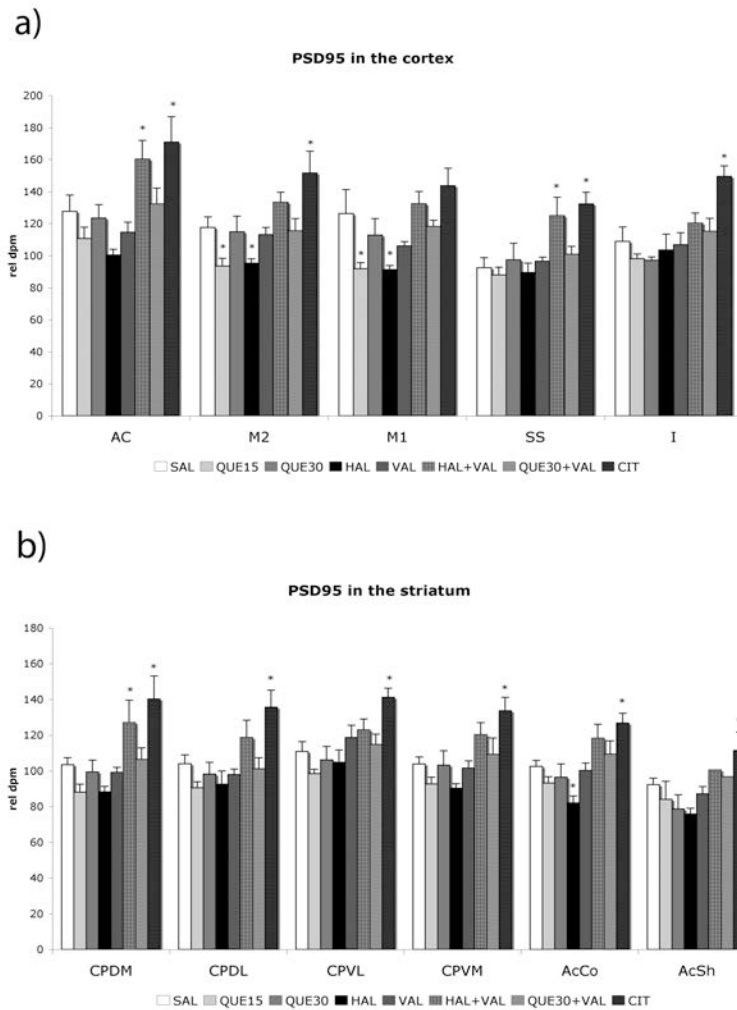 a)
PSD95 in the cortex
200
180
160
140
120
100
80
60
40
20
0
rel dpm
* * * * * * * * * *
AC M2 M1 SS I
SAL QUE15 QUE30 HAL VAL HAL+VAL QUE30+VAL CIT
b)
PSD95 in the striatum
180
160
140
120
100
80
60
40
20
0
rel dpm
* * * * * * *
CPDM CPDL CPVL CPVM AcCo AcSh
SAL QUE15 QUE30 HAL VAL HAL+VAL QUE30+VAL CIT